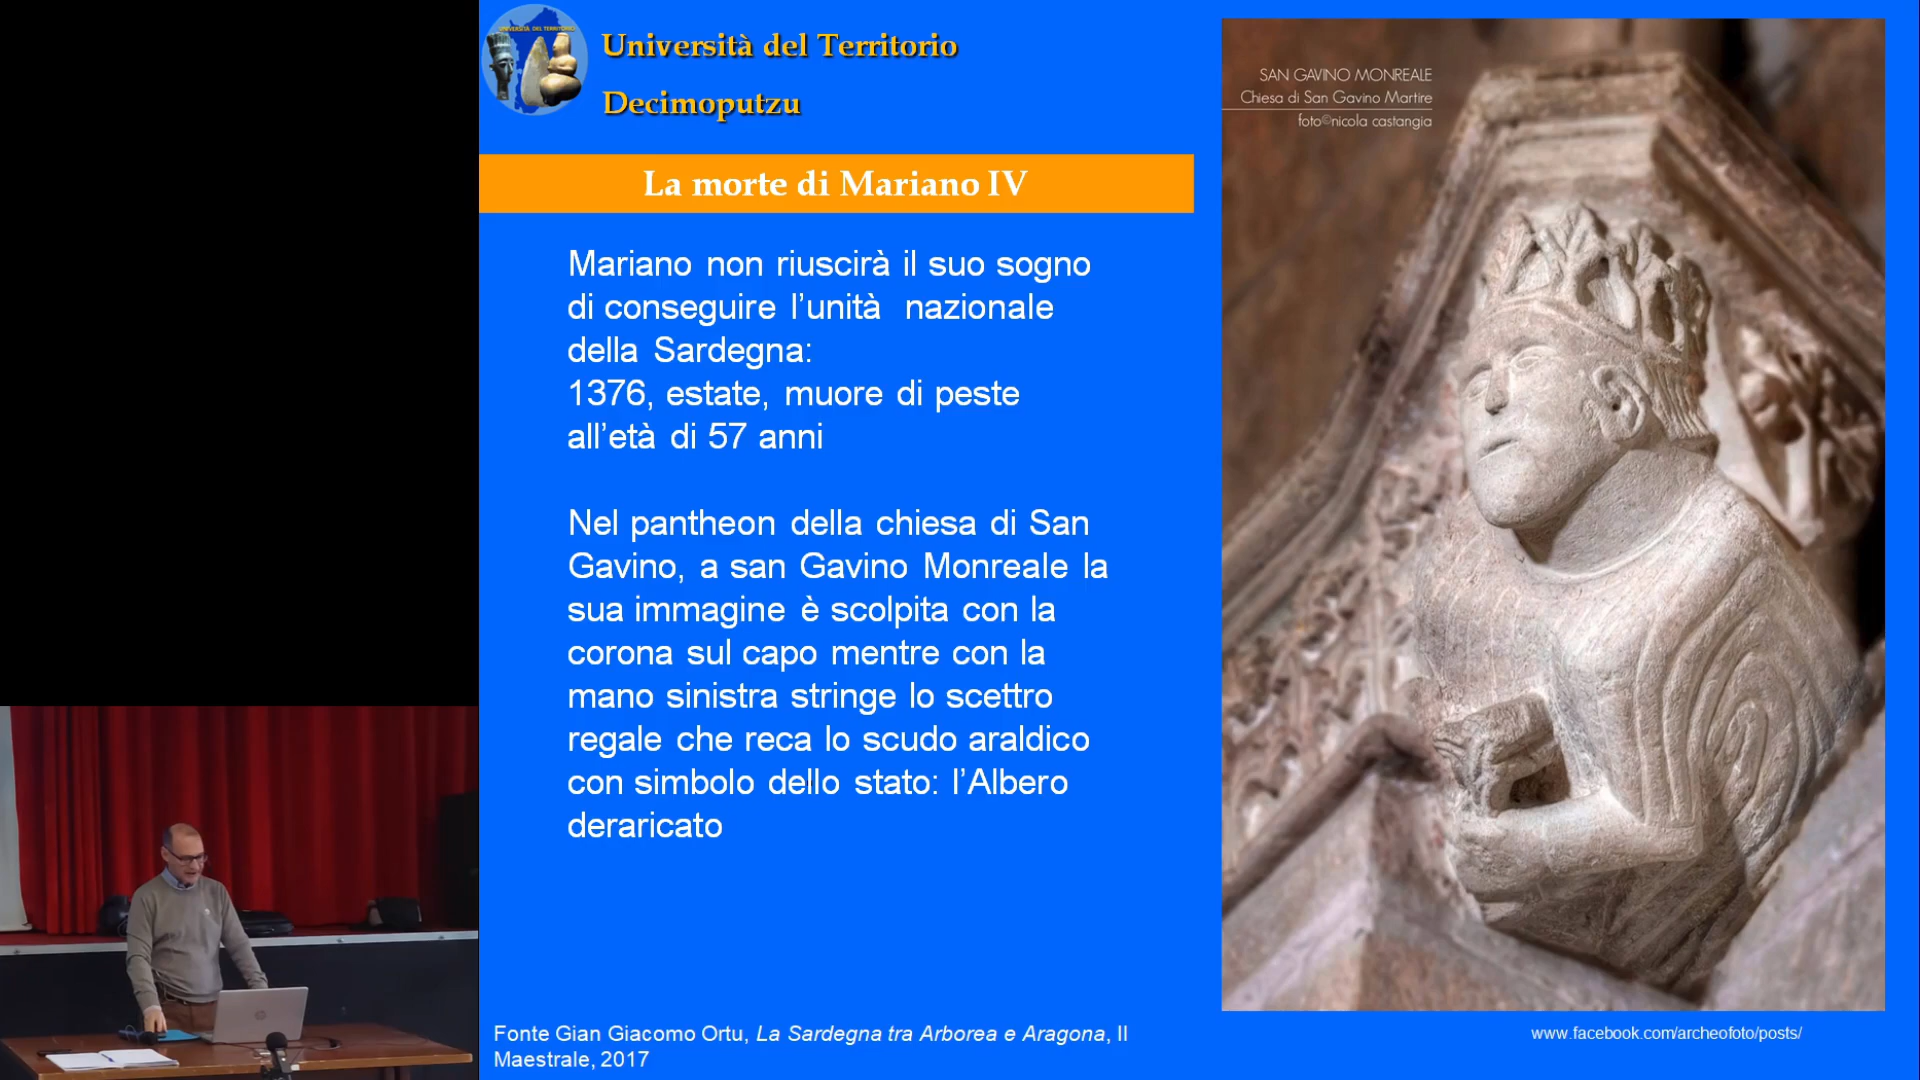 UNIVERSITÀ DEL TERRITORIO
Università del Territorio
Decimoputzu
La morte di Mariano IV
Mariano non riuscirà il suo sogno
di conseguire l’unità nazionale
della Sardegna:
1376, estate, muore di peste
all’età di 57 anni
Nel pantheon della chiesa di San
Gavino, a san Gavino Monreale la
sua immagine è scolpita con la
corona sul capo mentre con la
mano sinistra stringe lo scettro
regale che reca lo scudo araldico
con simbolo dello stato: l’Albero
deraricato
Fonte Gian Giacomo Ortu, La Sardegna tra Arborea e Aragona, Il
Maestrale, 2017
SAN GAVINO MONREALE
Chiesa di San Gavino Martire
foto©nicola castangia
www.facebook.com/archeofoto/posts/
hp